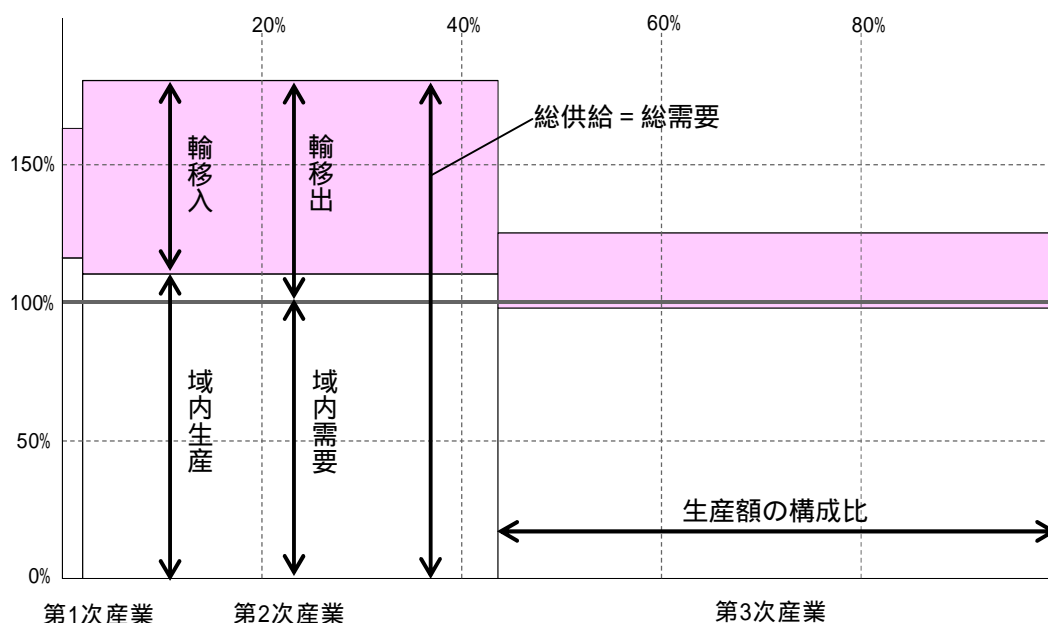 20%
40%
60%
80%
総供給 = 総需要
150%
輸移入
輸移出
100%
域内生産
域内需要
50%
生産額の構成比
0%
第1次産業
第2次産業
第3次産業